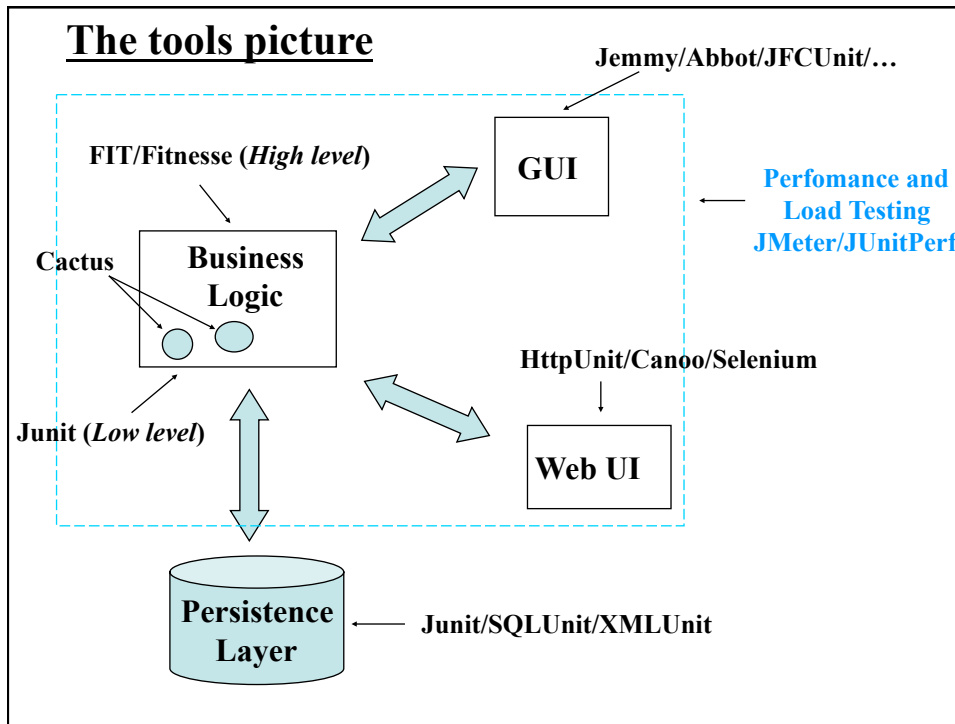 The tools picture
Jemmy/Abbot/JFCUnit/…
FIT/Fitnesse (High level)
GUI
Perfomance and
Load Testing
JMeter/JUnitPerf
Cactus
Business
Logic
HttpUnit/Canoo/Selenium
Junit (Low level)
Web UI
Persistence
Layer
Junit/SQLUnit/XMLUnit